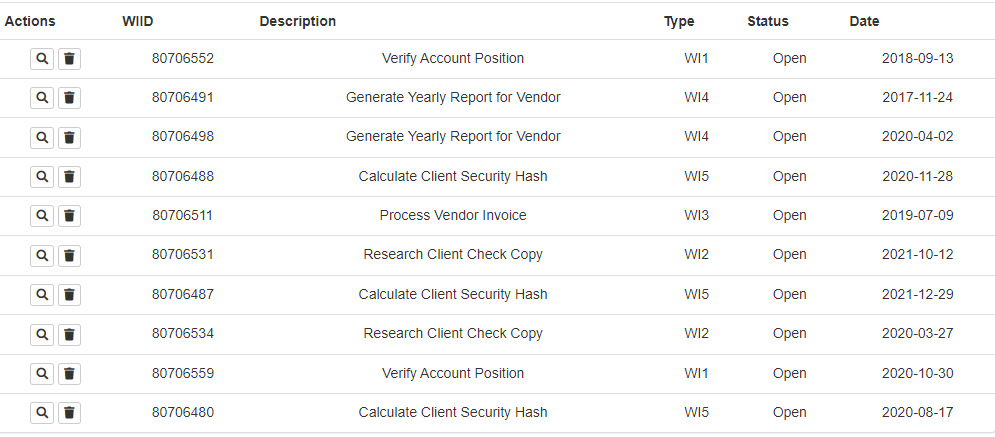 Actions WIID Description Type Status Date
80706552 Verify Account Position WI1 Open 2018-09-13
80706491 Generate Yearly Report for Vendor WI4 Open 2017-11-24
80706498 Generate Yearly Report for Vendor WI4 Open 2020-04-02
80706488 Calculate Client Security Hash WI5 Open 2020-11-28
80706511 Process Vendor Invoice WI3 Open 2019-07-09
80706531 Research Client Check Copy WI2 Open 2021-10-12
80706487 Calculate Client Security Hash WI5 Open 2021-12-29
80706534 Research Client Check Copy WI2 Open 2020-03-27
80706559 Verify Account Position WI1 Open 2020-10-30
80706480 Calculate Client Security Hash WI5 Open 2020-08-17